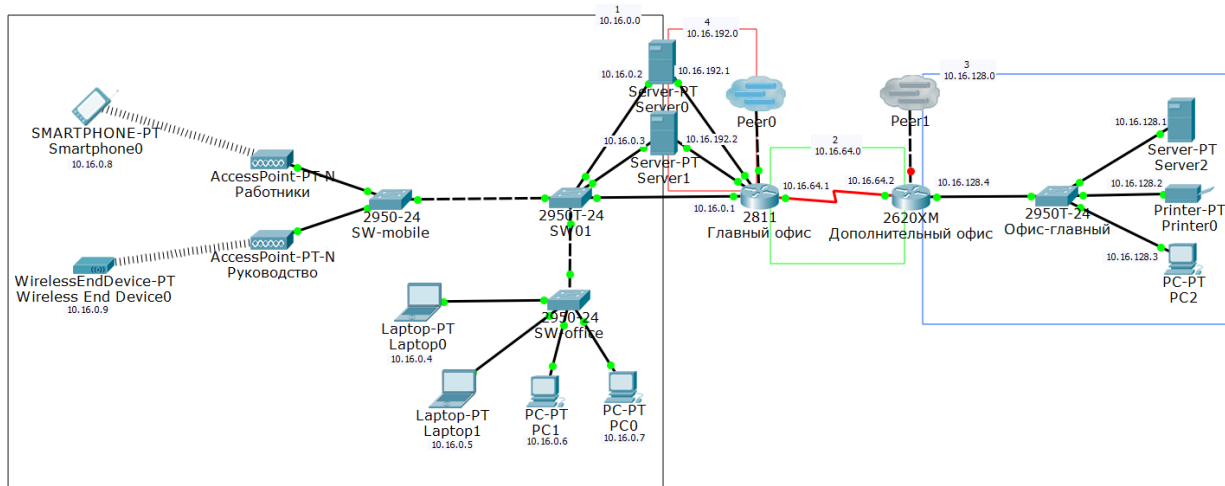 1
10.16.0.0
4
10.16.192.0
3
10.16.128.0
2
10.16.64.0
SMARTPHONE-PT
Smartphone0
10.16.0.8
AccessPoint-PT-N
Работники
AccessPoint-PT-N
Руководство
WirelessEndDevice-PT
Wireless End Device0
10.16.0.9
2950-24
SW-mobile
2950T-24
SW01
2950-24
SW-office
Laptop-PT
Laptop0
10.16.0.4
Laptop-PT
Laptop1
10.16.0.5
PC-PT
PC1
10.16.0.6
PC-PT
PC0
10.16.0.7
10.16.0.2
10.16.192.1
Server-PT
Server0
10.16.0.3
10.16.192.2
Server-PT
Server1
Peer0
Peer1
10.16.0.1
10.16.64.1
2811
Главный офис
10.16.64.2
10.16.128.4
2620XM
Дополнительный офис
2950T-24
Офис-главный
10.16.128.1
Server-PT
Server2
10.16.128.2
Printer-PT
Printer0
10.16.128.3
PC-PT
PC2